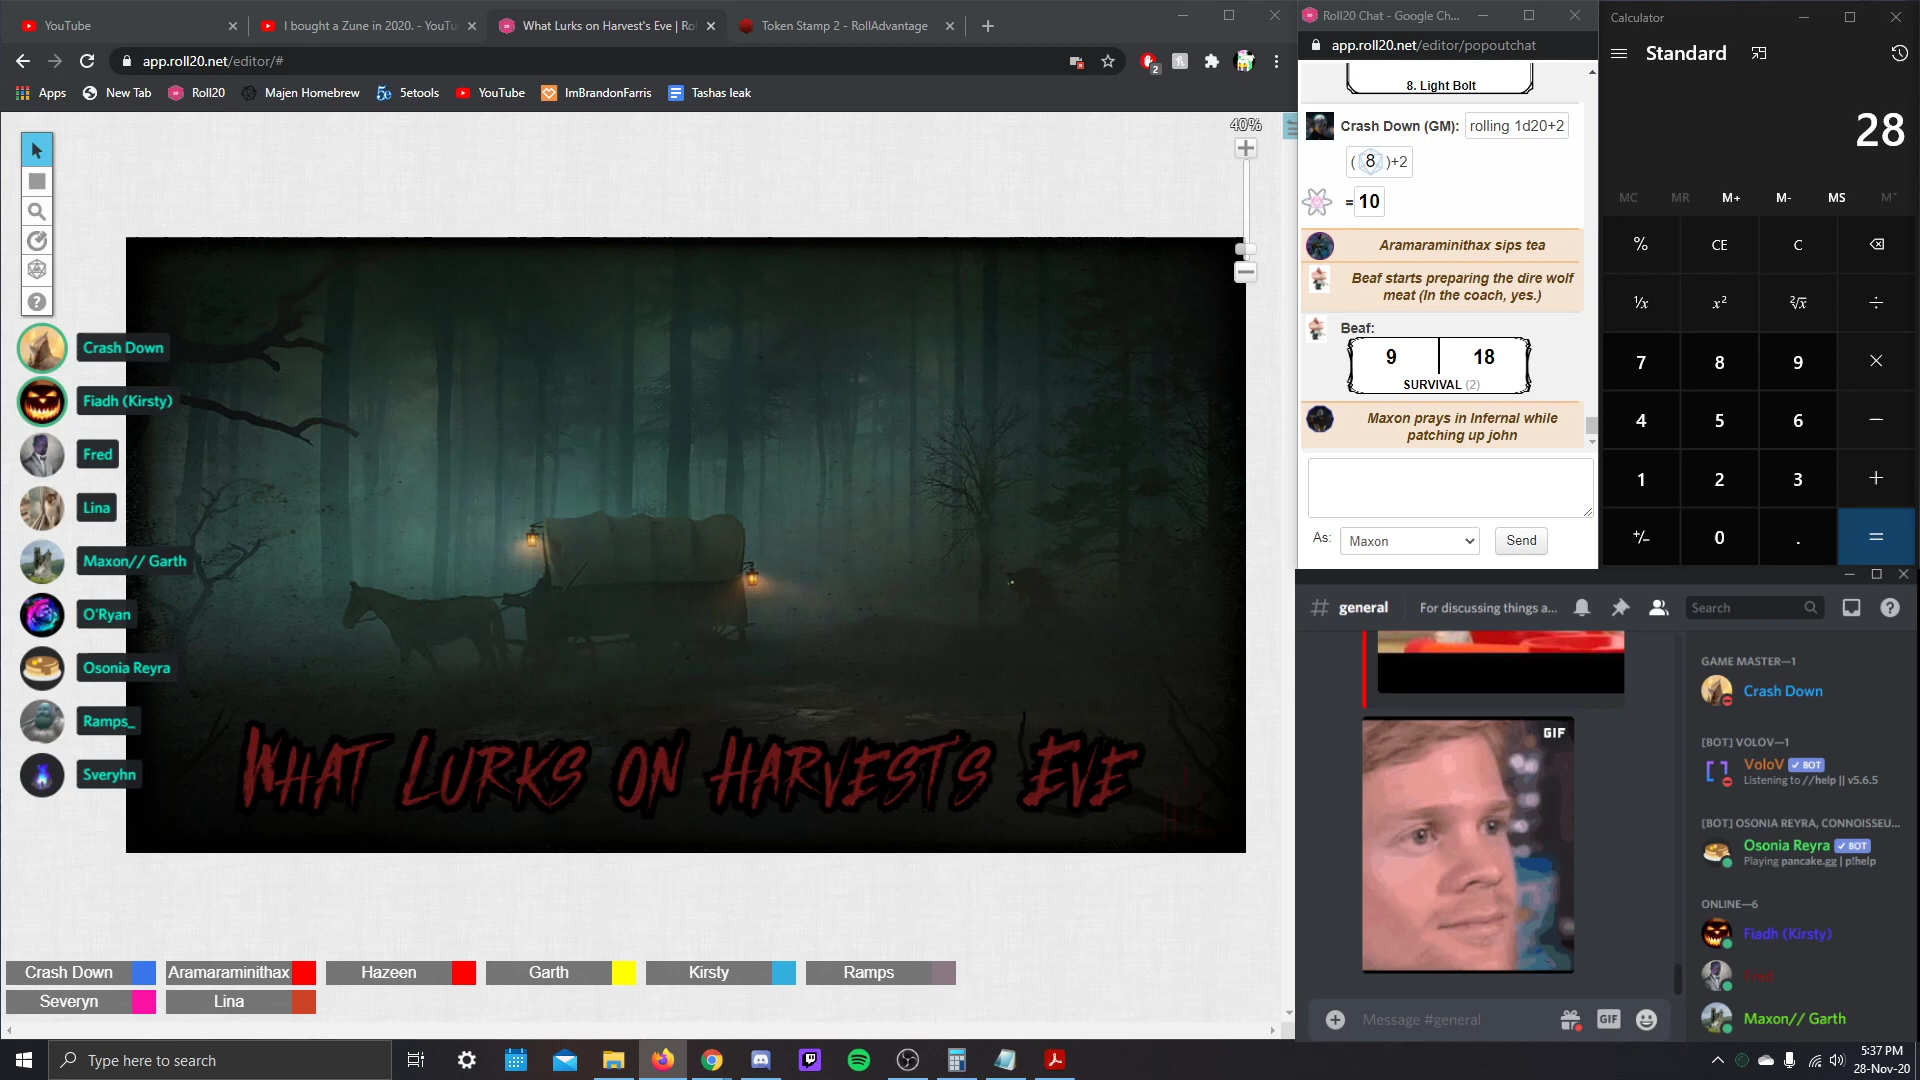 YouTube
I bought a Zune in 2020. - YouTu
What Lurks on Harvest's Eve | Rol
Token Stamp 2 - RollAdvantage
app.roll20.net/editor/#
2
Apps
New Tab
Roll20
Majen Homebrew
5etools
YouTube
ImBrandonFarris
Tashas leak
40%
Crash Down
Fiadh (Kirsty)
Fred
Lina
Maxon// Garth
O'Ryan
Osonia Reyra
Ramps_
Sveryhn
What Lurks on Harvest's Eve
Crash Down
Aramaraminithax
Hazeen
Garth
Kirsty
Ramps
Severyn
Lina
Roll20 Chat - Google Ch...
app.roll20.net/editor/popoutchat
8. Light Bolt
Crash Down (GM): rolling 1d20+2
(8)+2
=10
Aramaraminithax sips tea
Beaf starts preparing the dire wolf
meat (In the coach, yes.)
Beaf:
9 18
SURVIVAL (2)
Maxon prays in Infernal while
patching up john
As: Maxon Send
Calculator
Standard
28
MC MR M+ M- MS M˅
% CE C
¹/x x² ²√x ÷
7 8 9 ×
4 5 6 −
1 2 3 +
+/- 0 . =
# general
For discussing things a...
Search
GIF
Message #general
GIF
GAME MASTER—1
Crash Down
[BOT] VOLOV—1
VoloV ✓ BOT
Listening to //help || v5.6.5
[BOT] OSONIA REYRA, CONNOISSEU...
Osonia Reyra ✓ BOT
Playing pancake.gg | p!help
ONLINE—6
Fiadh (Kirsty)
Fred
Maxon// Garth
Type here to search
5:37 PM
28-Nov-20